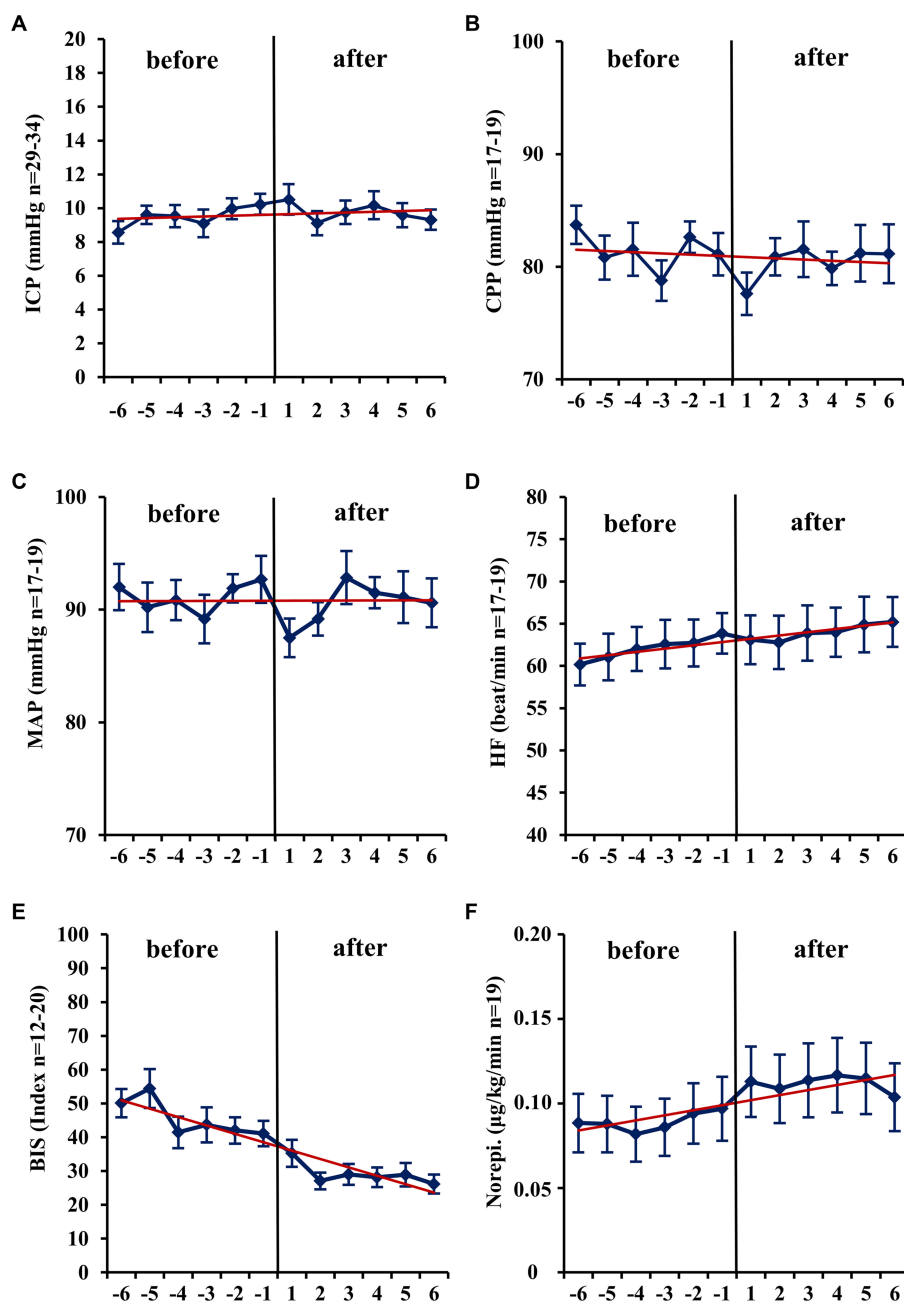 A
B
20
18
16
14
12
10
8
6
4
2
0
ICP (mmHg n=29-34)
before
after
-6 -5 -4 -3 -2 -1 1 2 3 4 5 6
100
90
80
70
CPP (mmHg n=17-19)
before
after
-6 -5 -4 -3 -2 -1 1 2 3 4 5 6
C
D
100
90
80
70
MAP (mmHg n=17-19)
before
after
-6 -5 -4 -3 -2 -1 1 2 3 4 5 6
80
75
70
65
60
55
50
45
40
HF (beat/min n=17-19)
before
after
-6 -5 -4 -3 -2 -1 1 2 3 4 5 6
E
F
100
90
80
70
60
50
40
30
20
10
0
BIS (Index n=12-20)
before
after
-6 -5 -4 -3 -2 -1 1 2 3 4 5 6
0.20
0.15
0.10
0.05
0
Norepi. (µg/kg/min n=19)
before
after
-6 -5 -4 -3 -2 -1 1 2 3 4 5 6